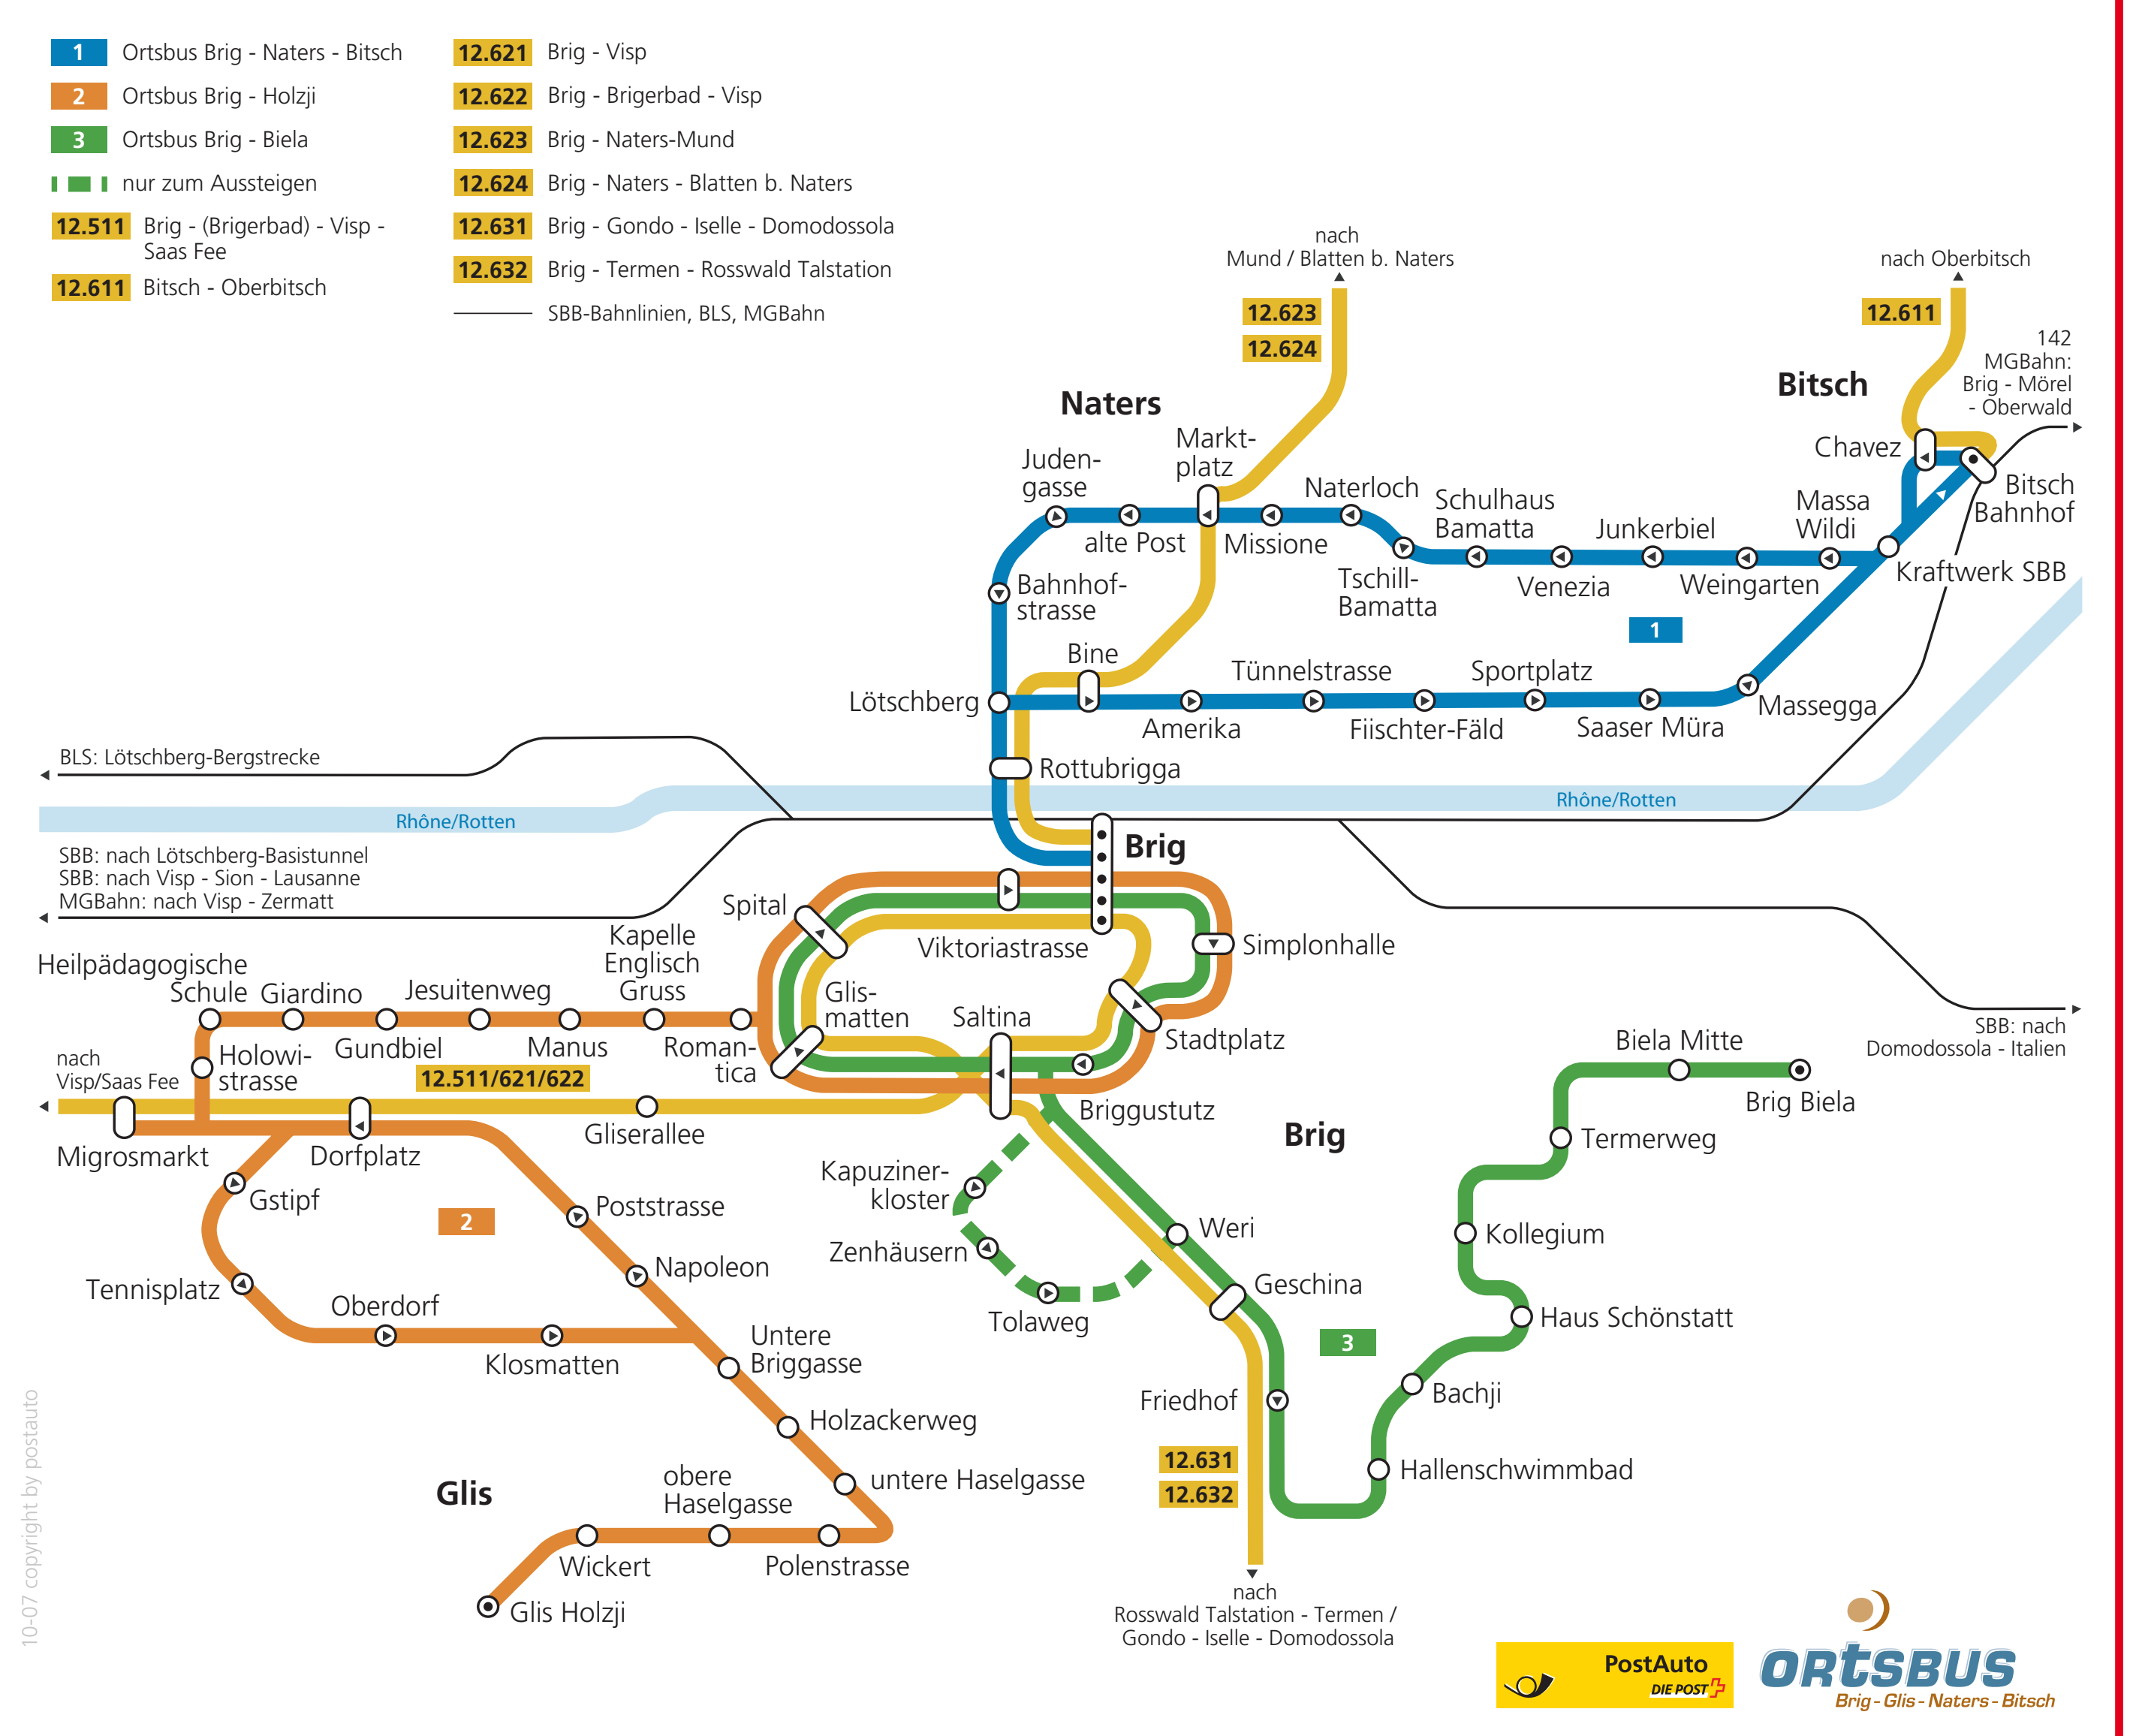 1 Ortsbus Brig - Naters - Bitsch
2 Ortsbus Brig - Holzji
3 Ortsbus Brig - Biela
nur zum Aussteigen
12.511 Brig - (Brigerbad) - Visp -
Saas Fee
12.611 Bitsch - Oberbitsch
12.621 Brig - Visp
12.622 Brig - Brigerbad - Visp
12.623 Brig - Naters-Mund
12.624 Brig - Naters - Blatten b. Naters
12.631 Brig - Gondo - Iselle - Domodossola
12.632 Brig - Termen - Rosswald Talstation
SBB-Bahnlinien, BLS, MGBahn
nach
Mund / Blatten b. Naters
12.623
12.624
nach Oberbitsch
12.611
142
MGBahn:
Brig - Mörel
- Oberwald
Naters
Bitsch
Chavez
Bitsch
Bahnhof
Massa
Wildi
Kraftwerk SBB
Juden-
gasse
Markt-
platz
alte Post
Missione
Naterloch
Tschill-
Bamatta
Schulhaus
Bamatta
Venezia
Junkerbiel
Weingarten
1
Bahnhof-
strasse
Bine
Lötschberg
Amerika
Tünnelstrasse
Fiischter-Fäld
Sportplatz
Saaser Müra
Massegga
Rottubrigga
BLS: Lötschberg-Bergstrecke
Rhône/Rotten
Rhône/Rotten
SBB: nach Lötschberg-Basistunnel
SBB: nach Visp - Sion - Lausanne
MGBahn: nach Visp - Zermatt
Brig
Spital
Viktoriastrasse
Simplonhalle
Glis-
matten
Saltina
Stadtplatz
Briggustutz
Heilpädagogische
Schule
Giardino
Gundbiel
Jesuitenweg
Manus
Kapelle
Englisch
Gruss
Roman-
tica
Holowi-
strasse
nach
Visp/Saas Fee
12.511/621/622
Migrosmarkt
Dorfplatz
Gliserallee
SBB: nach
Domodossola - Italien
Biela Mitte
Brig Biela
Termerweg
Brig
Kollegium
Haus Schönstatt
Bachji
Hallenschwimmbad
Kapuziner-
kloster
Zenhäusern
Tolaweg
Weri
Geschina
3
Friedhof
12.631
12.632
nach
Rosswald Talstation - Termen /
Gondo - Iselle - Domodossola
Gstipf
2
Poststrasse
Napoleon
Tennisplatz
Oberdorf
Klosmatten
Untere
Briggasse
Holzackerweg
untere Haselgasse
obere
Haselgasse
Glis
Wickert
Polenstrasse
Glis Holzji
10-07 copyright by postauto
PostAuto
DIE POST
ORTSBUS
Brig - Glis - Naters - Bitsch